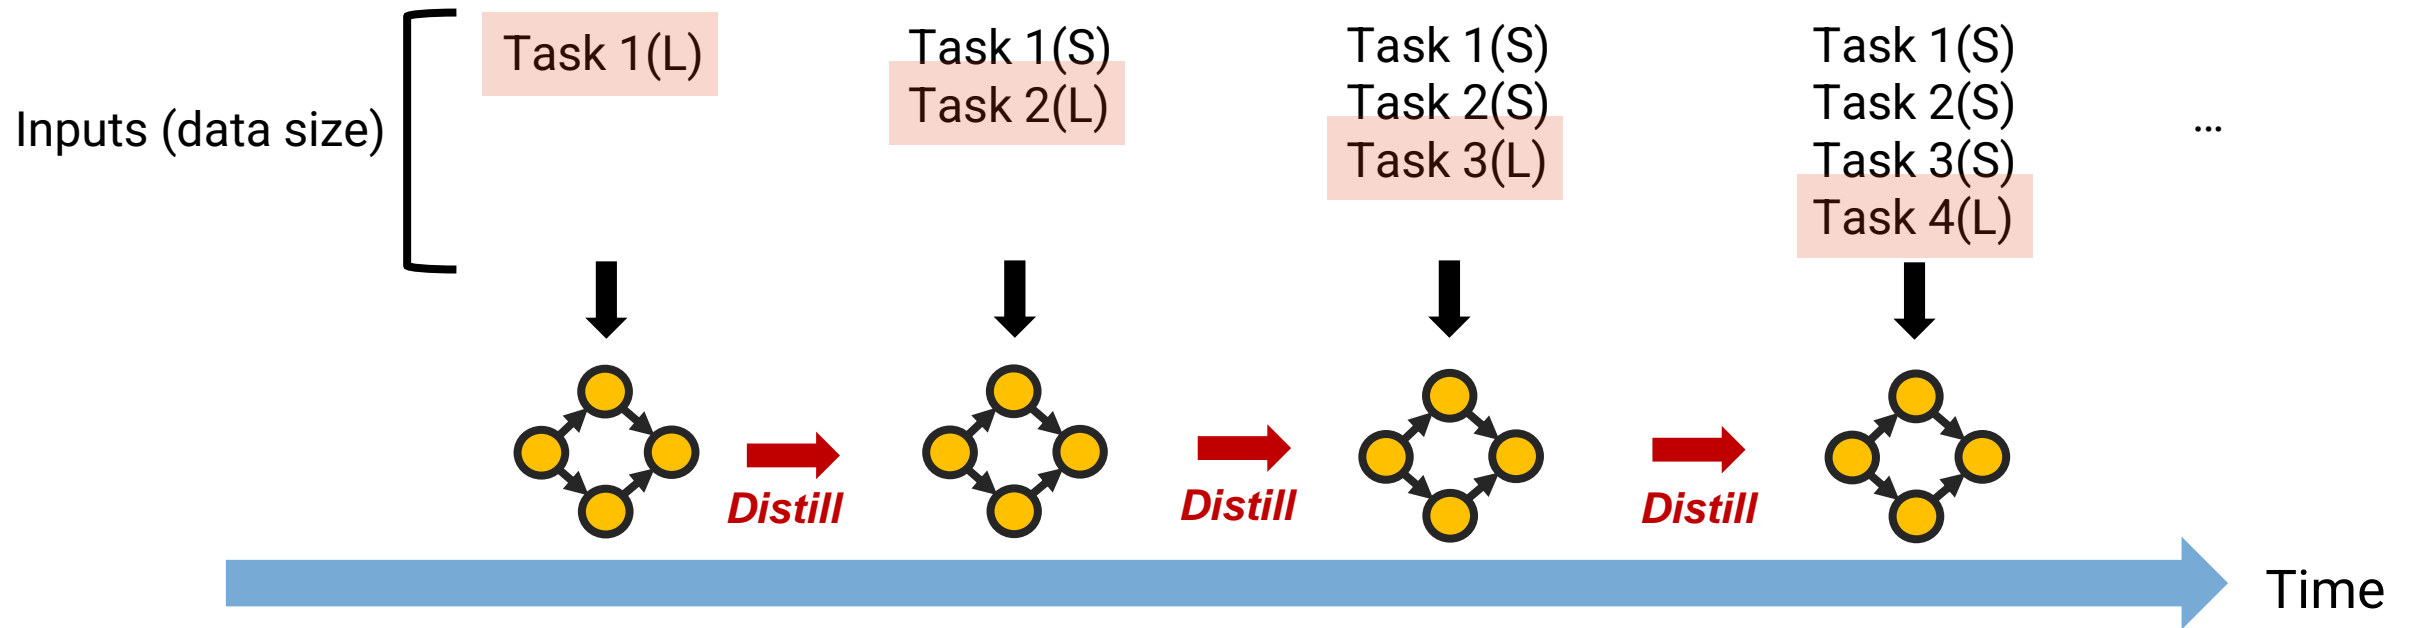 Inputs (data size)
Task 1(L)
Task 1(S)
Task 2(L)
Task 1(S)
Task 2(S)
Task 3(L)
Task 1(S)
Task 2(S)
Task 3(S)
Task 4(L)
...
Distill
Distill
Distill
Time